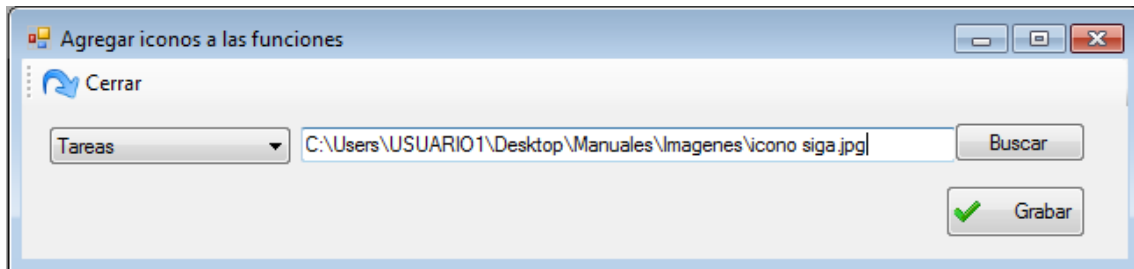 Agregar iconos a las funciones
Cerrar
Tareas C:\Users\USUARIO1\Desktop\Manuales\Imagenes\icono siga.jpg Buscar
Grabar